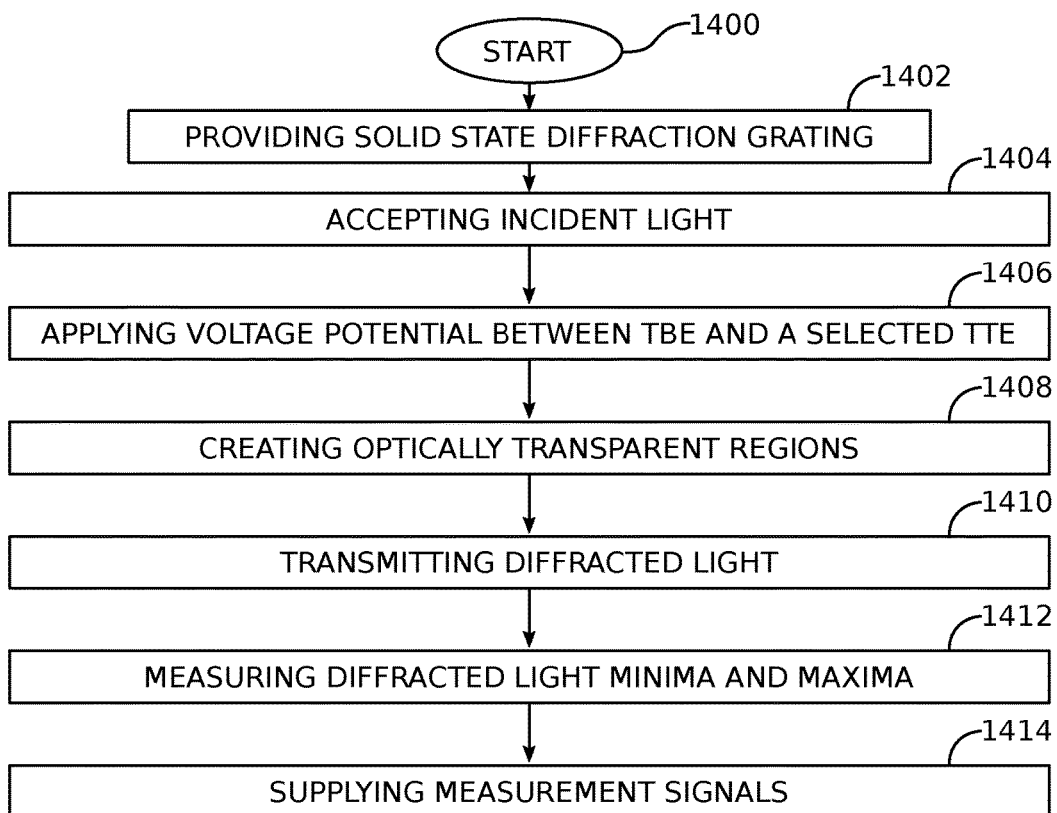 START
1400
1402
PROVIDING SOLID STATE DIFFRACTION GRATING
1404
ACCEPTING INCIDENT LIGHT
1406
APPLYING VOLTAGE POTENTIAL BETWEEN TBE AND A SELECTED TTE
1408
CREATING OPTICALLY TRANSPARENT REGIONS
1410
TRANSMITTING DIFFRACTED LIGHT
1412
MEASURING DIFFRACTED LIGHT MINIMA AND MAXIMA
1414
SUPPLYING MEASUREMENT SIGNALS